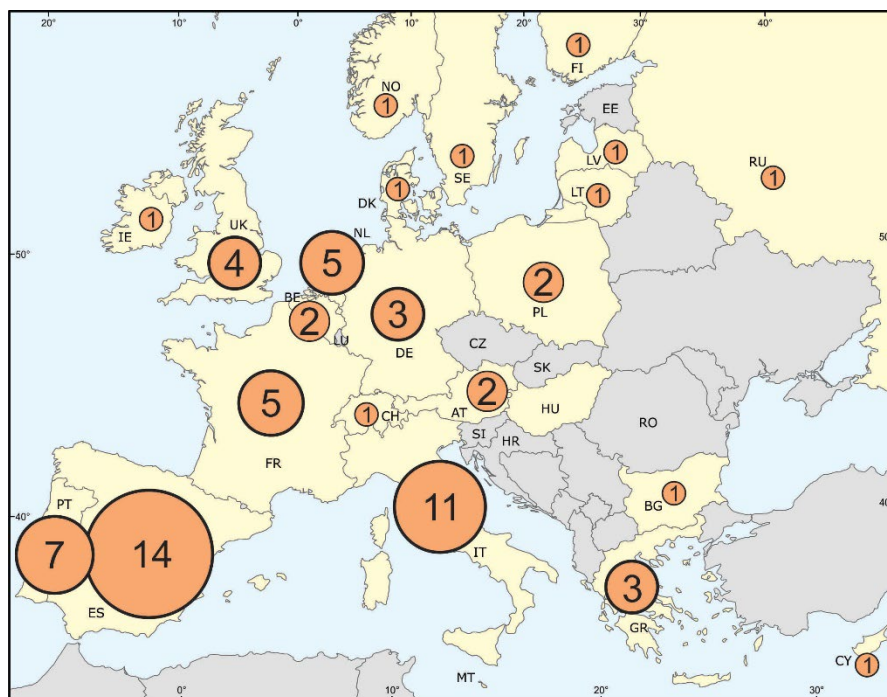 20° 0° 10° 20° 30° 40°
1
FI
NO
1
EE
1
LV
1
SE
RU
1
LT
1
DK
1
1
IE
UK
NL
50°
4
5
2
PL
BE
2
3
DE
LU
CZ
SK
5
FR
1
CH
2
AT
HU
SI
HR
RO
PT
11
IT
1
BG
40°
7
14
ES
3
GR
MT
CY
1
0° 10° 20° 30°